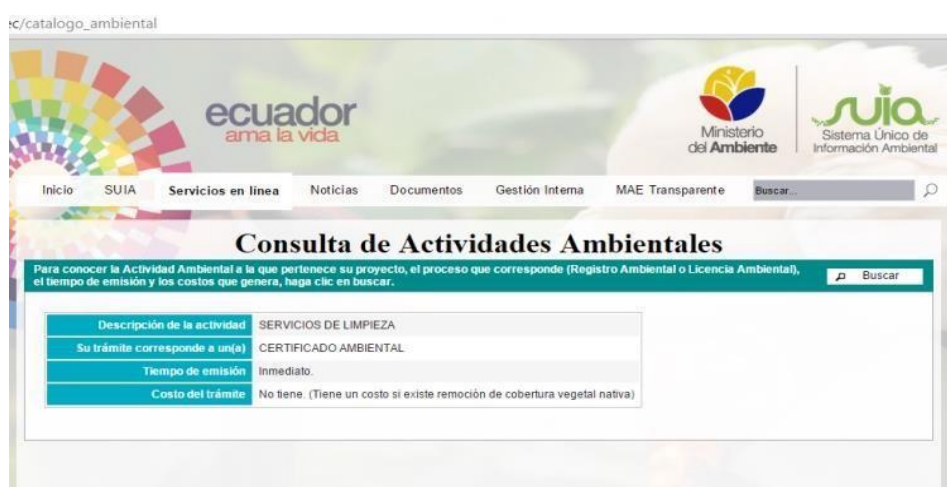 ec/catalogo_ambiental
ecuador
ama la vida
Ministerio
del Ambiente
suia
Sistema Único de
Información Ambiental
Inicio SUIA Servicios en línea Noticias Documentos Gestión Interna MAE Transparente Buscar...
Consulta de Actividades Ambientales
Para conocer la Actividad Ambiental a la que pertenece su proyecto, el proceso que corresponde (Registro Ambiental o Licencia Ambiental),
el tiempo de emisión y los costos que genera, haga clic en buscar.
Buscar
Descripción de la actividad SERVICIOS DE LIMPIEZA
Su trámite corresponde a un(a) CERTIFICADO AMBIENTAL
Tiempo de emisión Inmediato.
Costo del trámite No tiene. (Tiene un costo si existe remoción de cobertura vegetal nativa)